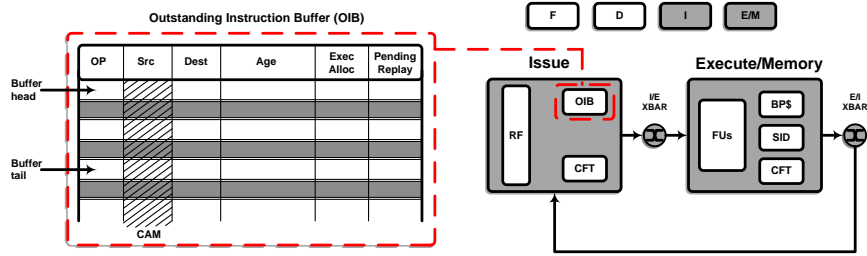 Outstanding Instruction Buffer (OIB)
F D I E/M
OP Src Dest Age Exec Alloc Pending Replay
Buffer head
Buffer tail
CAM
Issue
OIB
RF
CFT
I/E XBAR
Execute/Memory
FUs
BP$
SID
CFT
E/I XBAR